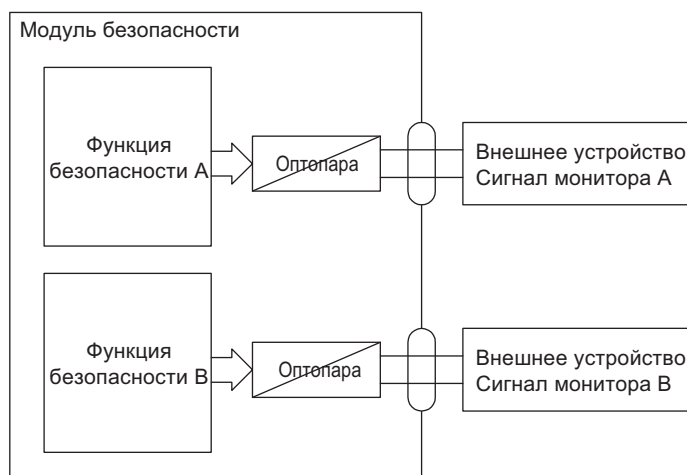 Модуль безопасности
Функция
безопасности A
Оптопара
Внешнее устройство
Сигнал монитора A
Функция
безопасности B
Оптопара
Внешнее устройство
Сигнал монитора B